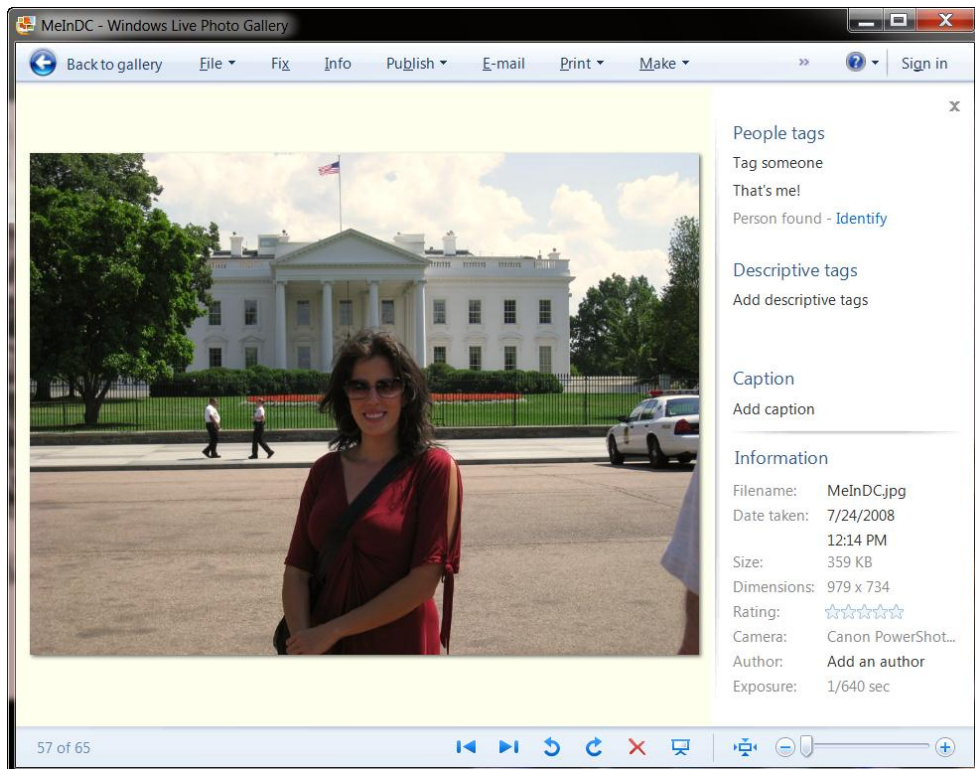 MeInDC - Windows Live Photo Gallery
Back to gallery File Fix Info Publish E-mail Print Make » Sign in
x
People tags
Tag someone
That's me!
Person found - Identify
Descriptive tags
Add descriptive tags
Caption
Add caption
Information
Filename: MeInDC.jpg
Date taken: 7/24/2008
12:14 PM
Size: 359 KB
Dimensions: 979 x 734
Rating:
Camera: Canon PowerShot...
Author: Add an author
Exposure: 1/640 sec
57 of 65